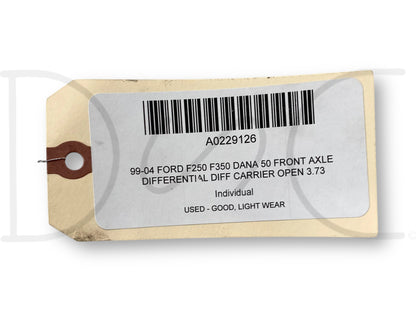 A0229126
99-04 FORD F250 F350 DANA 50 FRONT AXLE
DIFFERENTIAL DIFF CARRIER OPEN 3.73
Individual
USED - GOOD, LIGHT WEAR